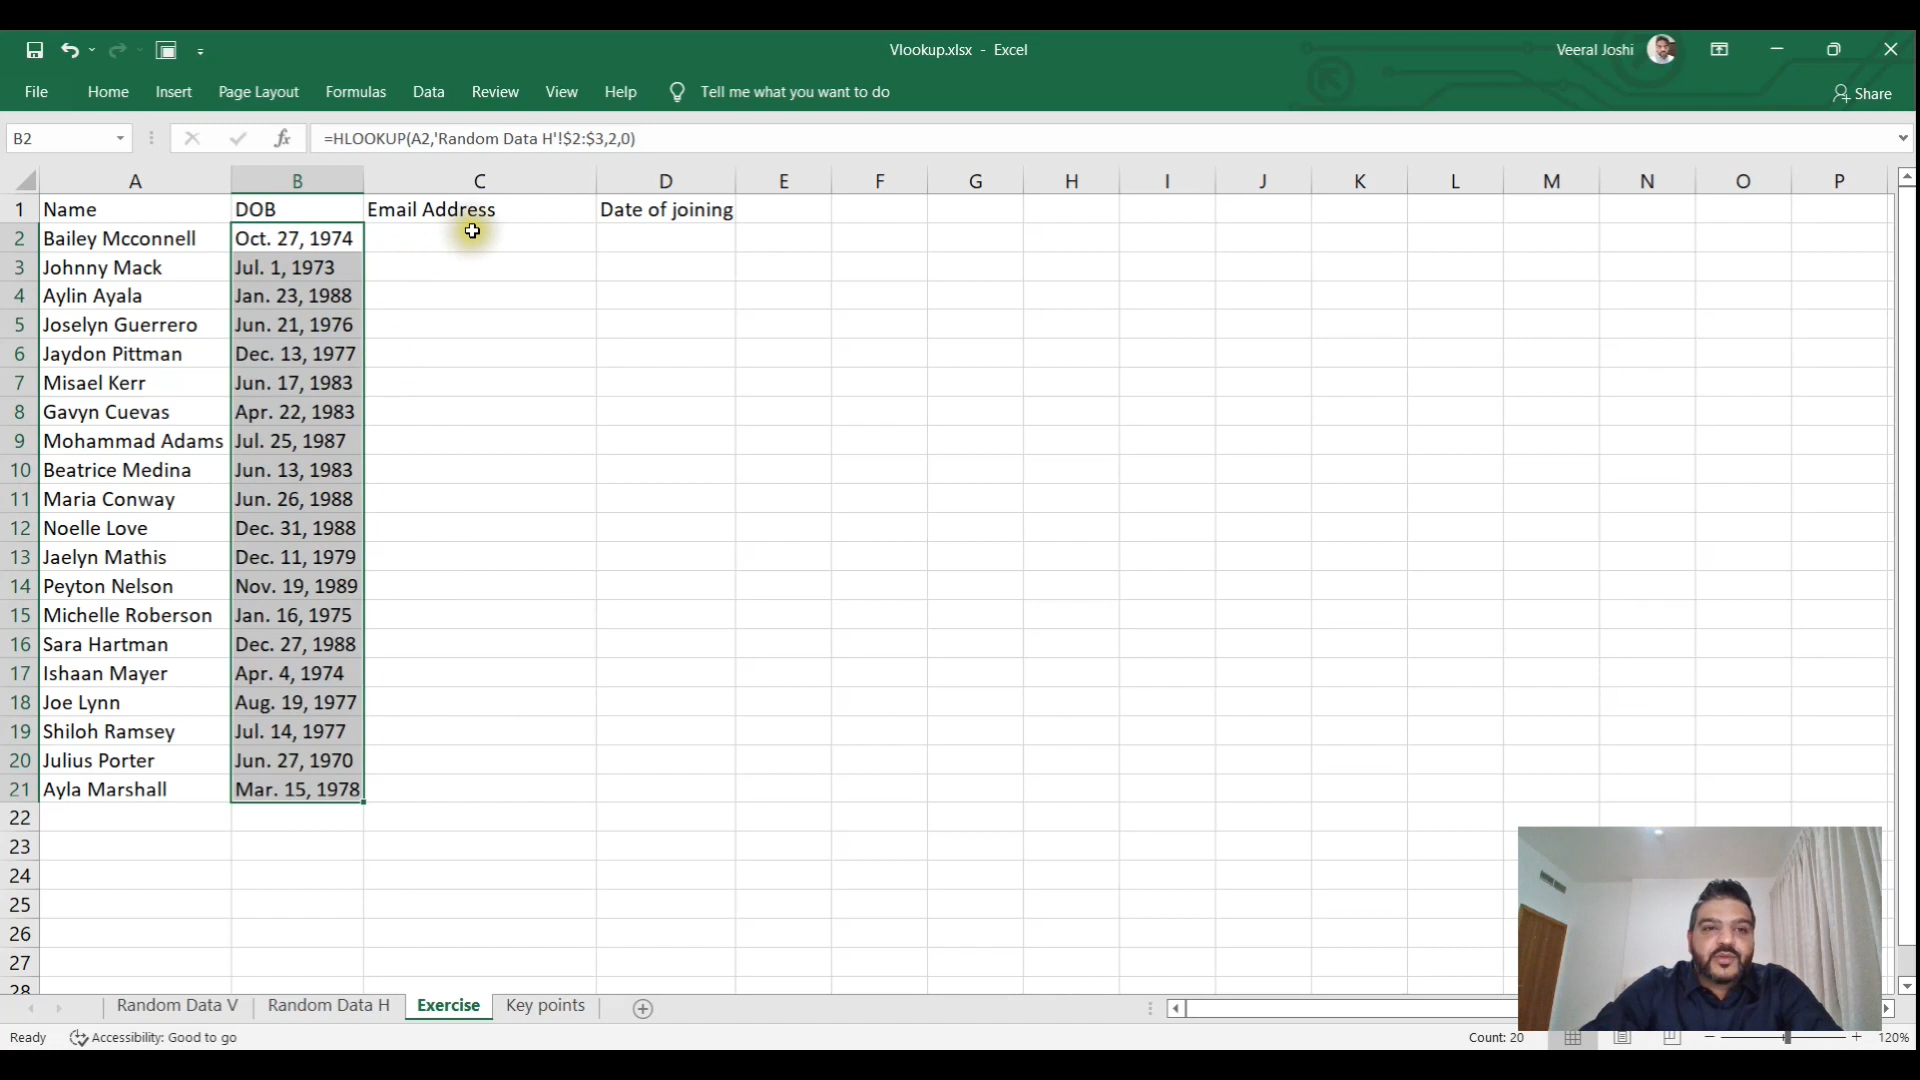 Vlookup.xlsx - Excel
Veeral Joshi
File Home Insert Page Layout Formulas Data Review View Help Tell me what you want to do Share
B2 fx =HLOOKUP(A2,'Random Data H'!$2:$3,2,0)
A B C D E F G H I J K L M N O P
1 Name DOB Email Address Date of joining
2 Bailey Mcconnell Oct. 27, 1974
3 Johnny Mack Jul. 1, 1973
4 Aylin Ayala Jan. 23, 1988
5 Joselyn Guerrero Jun. 21, 1976
6 Jaydon Pittman Dec. 13, 1977
7 Misael Kerr Jun. 17, 1983
8 Gavyn Cuevas Apr. 22, 1983
9 Mohammad Adams Jul. 25, 1987
10 Beatrice Medina Jun. 13, 1983
11 Maria Conway Jun. 26, 1988
12 Noelle Love Dec. 31, 1988
13 Jaelyn Mathis Dec. 11, 1979
14 Peyton Nelson Nov. 19, 1989
15 Michelle Roberson Jan. 16, 1975
16 Sara Hartman Dec. 27, 1988
17 Ishaan Mayer Apr. 4, 1974
18 Joe Lynn Aug. 19, 1977
19 Shiloh Ramsey Jul. 14, 1977
20 Julius Porter Jun. 27, 1970
21 Ayla Marshall Mar. 15, 1978
22
23
24
25
26
27
28
Random Data V Random Data H Exercise Key points
Ready Accessibility: Good to go Count: 20 120%